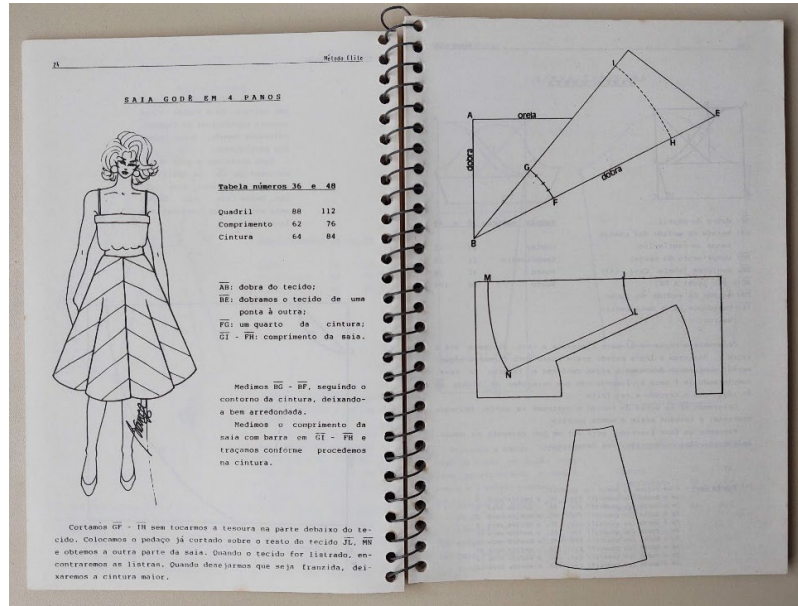 24
Método Elite
SAIA GODÊ EM 4 PANOS
Tabela números 36 e 48
Quadril 88 112
Comprimento 62 76
Cintura 64 84
AB: dobra do tecido;
BE: dobramos o tecido de uma
ponta à outra;
FG: um quarto da cintura;
GI - FH: comprimento da saia.
Medimos BG - BF, seguindo o
contorno da cintura, deixando-
a bem arredondada.
Medimos o comprimento da
saia com barra em GI - FH e
traçamos conforme procedemos
na cintura.
Cortamos GF - IH sem tocarmos a tesoura na parte debaixo do te-
cido. Colocamos o pedaço já cortado sobre o resto do tecido JL, MN
e obtemos a outra parte da saia. Quando o tecido for listrado, en-
contraremos as listras. Quando desejarmos que seja franzida, dei-
xaremos a cintura maior.
I
A
orela
E
dobra
H
G
dobra
F
B
M
J
L
N